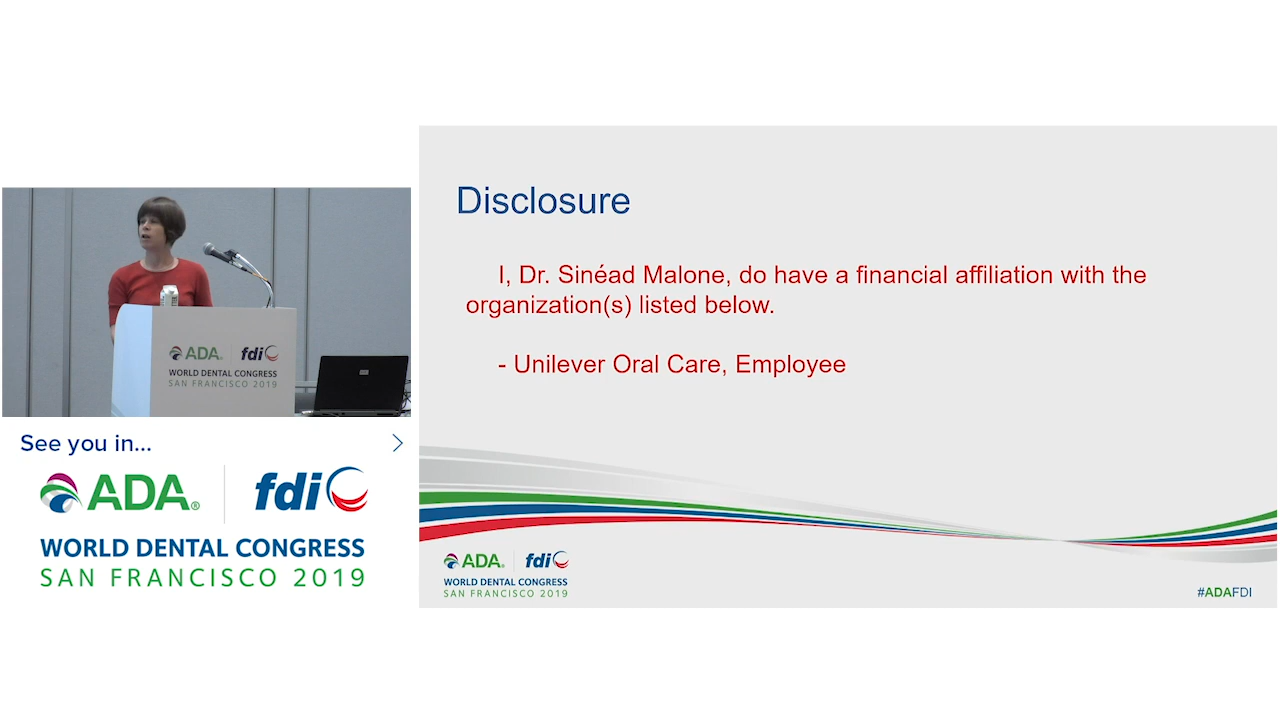 ADA® fdi
WORLD DENTAL CONGRESS
SAN FRANCISCO 2019
See you in...
ADA® fdi
WORLD DENTAL CONGRESS
SAN FRANCISCO 2019
Disclosure
I, Dr. Sinéad Malone, do have a financial affiliation with the
organization(s) listed below.
- Unilever Oral Care, Employee
ADA® fdi
WORLD DENTAL CONGRESS
SAN FRANCISCO 2019
#ADAFDI